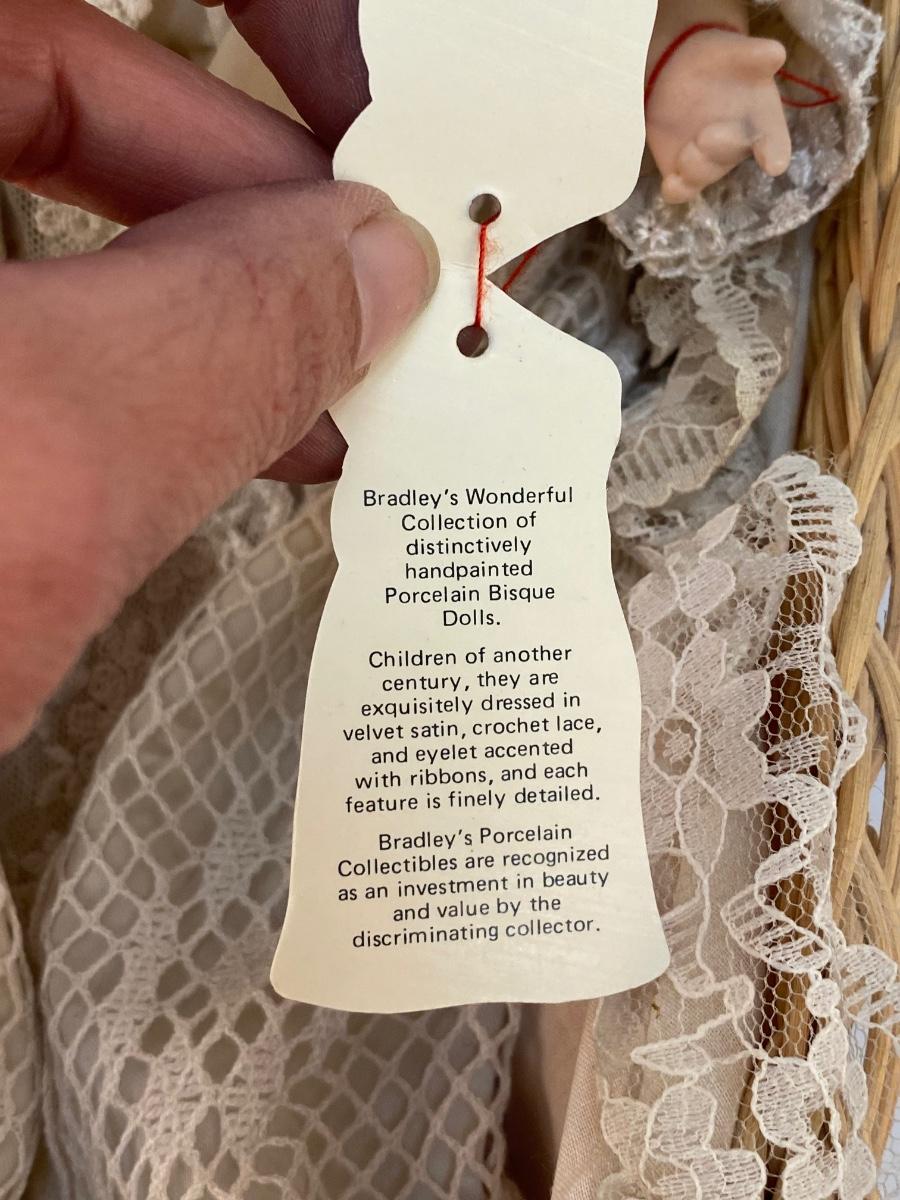 Bradley's Wonderful
Collection of
distinctively
handpainted
Porcelain Bisque
Dolls.
Children of another
century, they are
exquisitely dressed in
velvet satin, crochet lace,
and eyelet accented
with ribbons, and each
feature is finely detailed.
Bradley's Porcelain
Collectibles are recognized
as an investment in beauty
and value by the
discriminating collector.